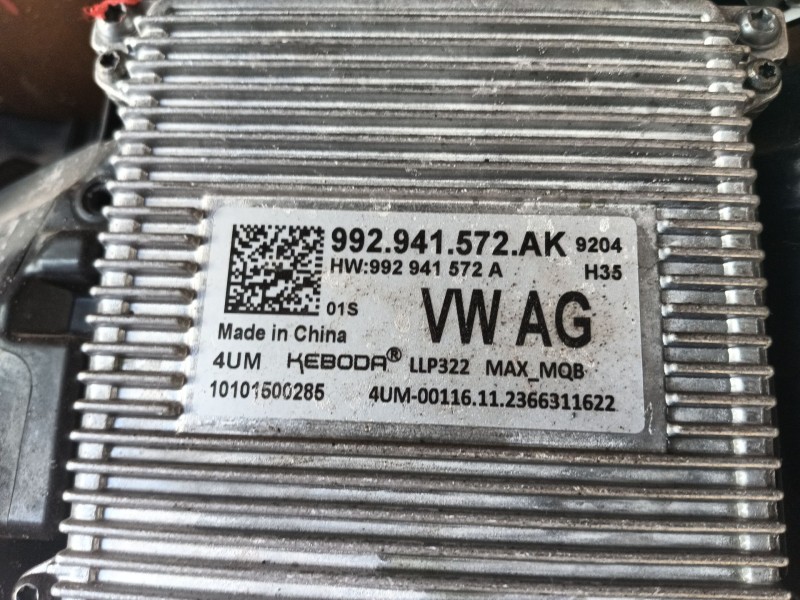 992.941.572.AK 9204
HW:992 941 572 A H35
01S VW AG
Made in China
4UM KEBODA® LLP322 MAX_MQB
10101500285 4UM-00116.11.2366311622